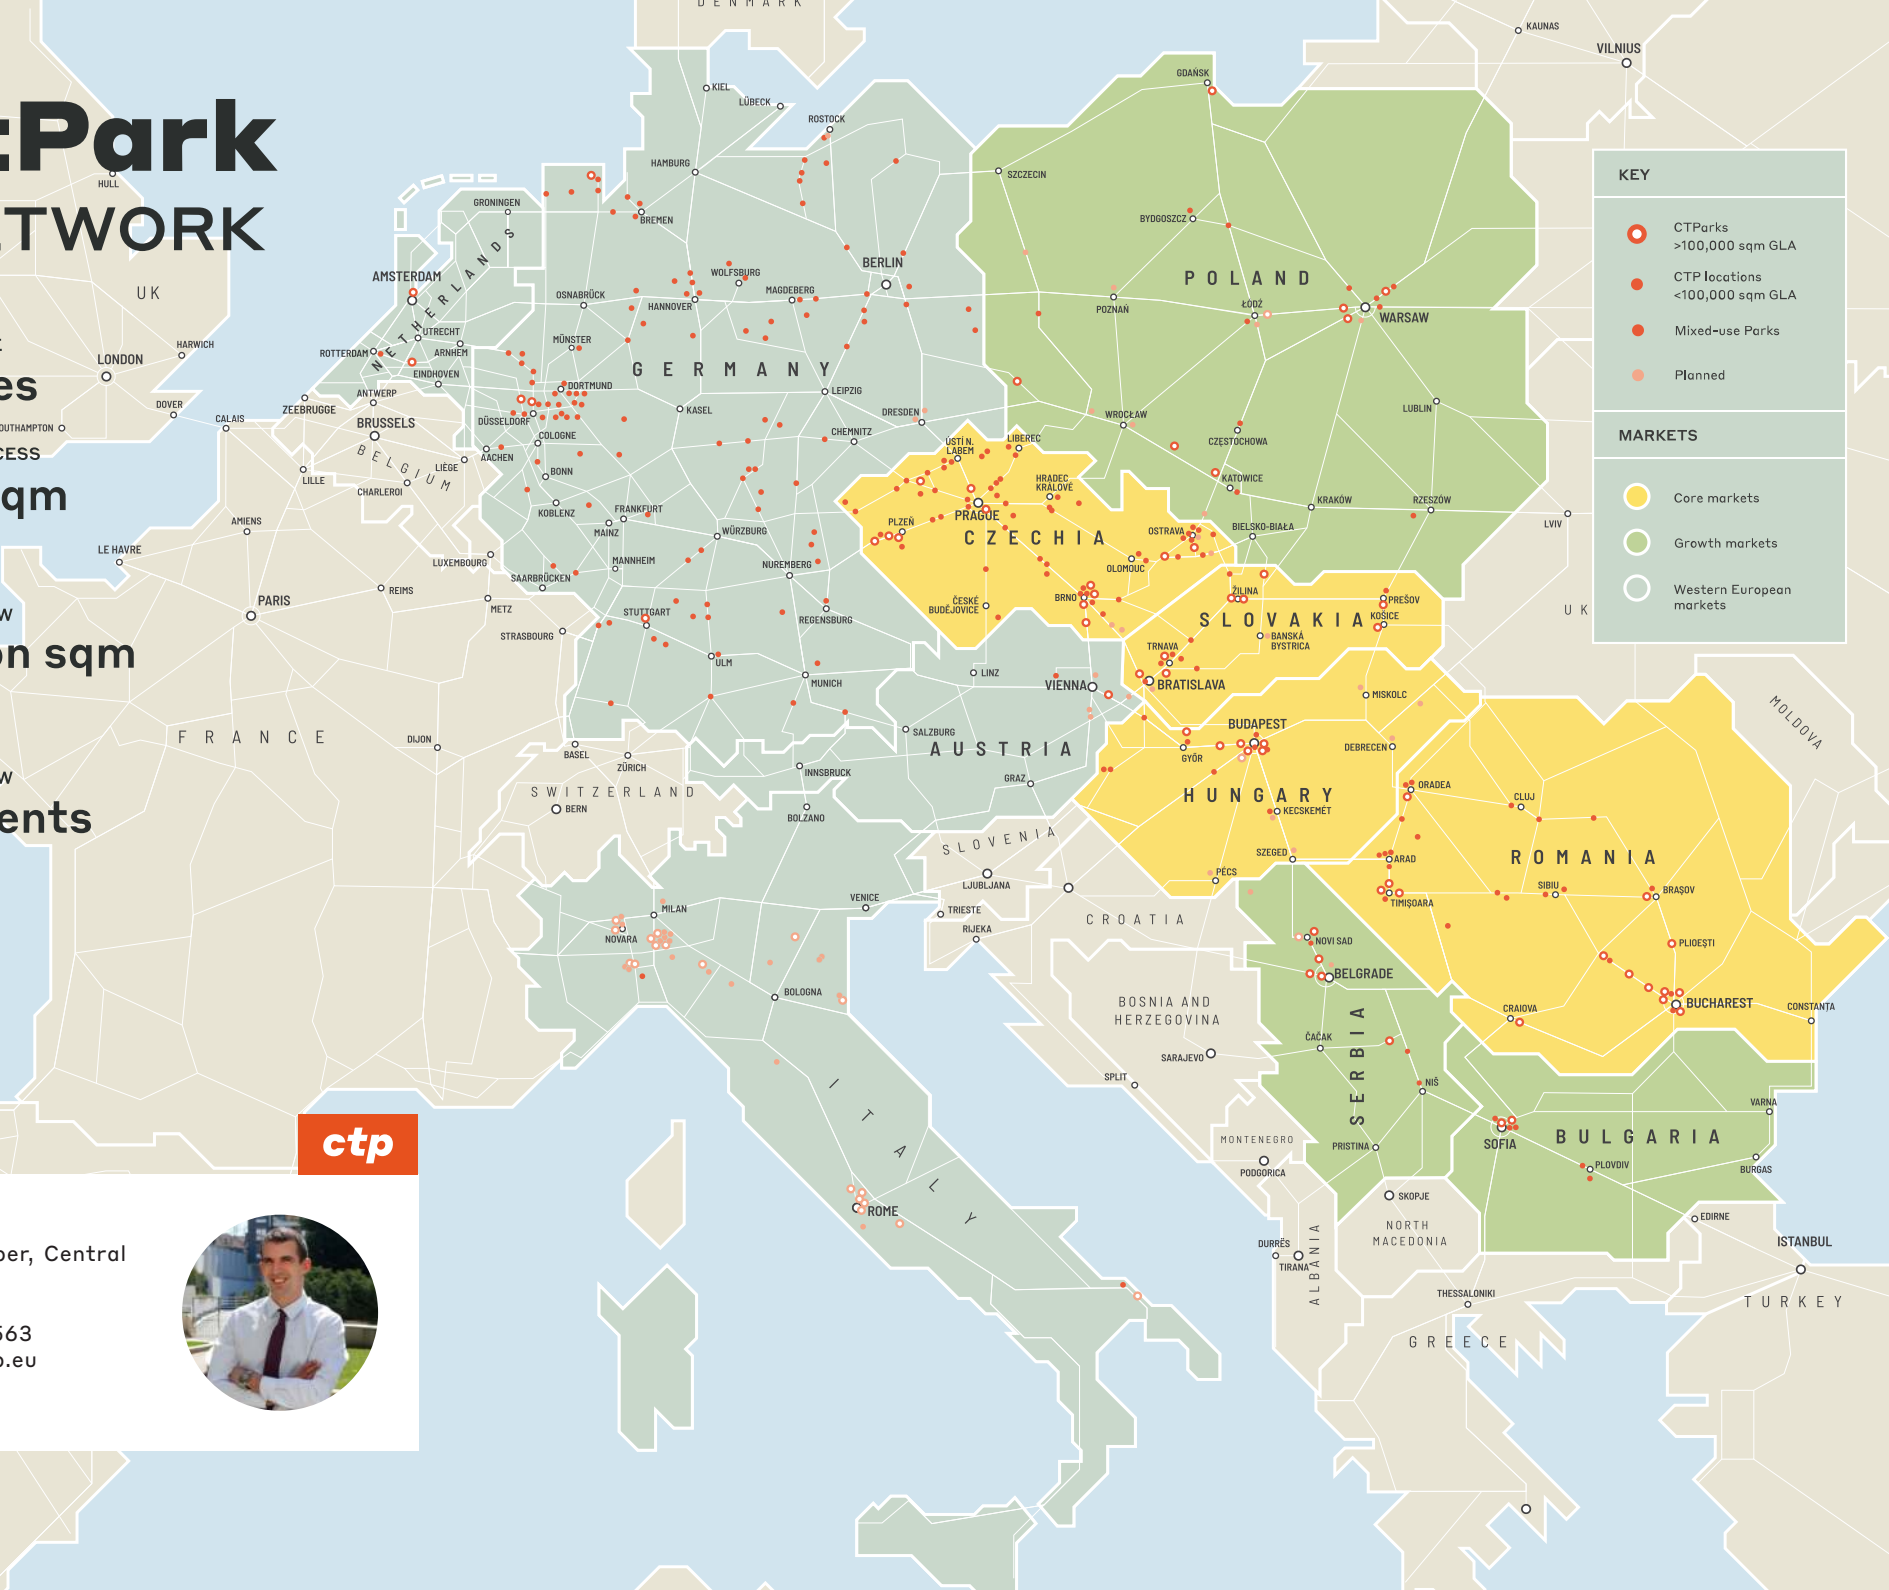 tPark
TWORK
es
CESS
qm
w
on sqm
w
ents
ctp
ber, Central
563
p.eu
KEY
CTParks
>100,000 sqm GLA
CTP locations
<100,000 sqm GLA
Mixed-use Parks
Planned
MARKETS
Core markets
Growth markets
Western European
markets
DENMARK
KAUNAS
VILNIUS
HULL
UK
LONDON
HARWICH
DOVER
OUTHAMPTON
CALAIS
LE HAVRE
AMIENS
PARIS
REIMS
LILLE
FRANCE
DIJON
METZ
STRASBOURG
NETHERLANDS
GRONINGEN
AMSTERDAM
UTRECHT
ROTTERDAM
ARNHEM
EINDHOVEN
ZEEBRUGGE
ANTWERP
BRUSSELS
BELGIUM
LIÈGE
CHARLEROI
LUXEMBOURG
GERMANY
KIEL
LÜBECK
ROSTOCK
HAMBURG
BREMEN
BERLIN
WOLFSBURG
HANNOVER
MAGDEBERG
OSNABRÜCK
MÜNSTER
DORTMUND
DÜSSELDORF
COLOGNE
AACHEN
BONN
KOBLENZ
KASEL
LEIPZIG
DRESDEN
CHEMNITZ
FRANKFURT
MAINZ
WÜRZBURG
MANNHEIM
SAARBRÜCKEN
NUREMBERG
REGENSBURG
STUTTGART
ULM
MUNICH
POLAND
GDAŃSK
SZCZECIN
BYDGOSZCZ
POZNAŃ
ŁÓDŹ
WARSAW
LUBLIN
WROCŁAW
CZĘSTOCHOWA
KATOWICE
KRAKÓW
RZESZÓW
BIELSKO-BIAŁA
LVIV
UK
CZECHIA
ÚSTÍ N.
LABEM
LIBEREC
HRADEC
KRÁLOVÉ
PRAGUE
PLZEŇ
OSTRAVA
OLOMOUC
BRNO
ČESKÉ
BUDĚJOVICE
SLOVAKIA
ŽILINA
PREŠOV
KOŠICE
BANSKÁ
BYSTRICA
TRNAVA
BRATISLAVA
AUSTRIA
LINZ
VIENNA
SALZBURG
INNSBRUCK
GRAZ
SWITZERLAND
BASEL
ZÜRICH
BERN
HUNGARY
BUDAPEST
GYŐR
MISKOLC
DEBRECEN
KECSKEMÉT
SZEGED
PÉCS
ROMANIA
ORADEA
CLUJ
ARAD
TIMIȘOARA
SIBIU
BRAȘOV
PLIOEȘTI
BUCHAREST
CRAIOVA
CONSTANȚA
MOLDOVA
SLOVENIA
LJUBLJANA
CROATIA
TRIESTE
RIJEKA
SPLIT
BOSNIA AND
HERZEGOVINA
SARAJEVO
SERBIA
NOVI SAD
BELGRADE
ČAČAK
NIŠ
PRISTINA
MONTENEGRO
PODGORICA
ALBANIA
DURRËS
TIRANA
SKOPJE
NORTH
MACEDONIA
BULGARIA
SOFIA
PLOVDIV
VARNA
BURGAS
EDIRNE
ISTANBUL
TURKEY
THESSALONIKI
GREECE
ITALY
BOLZANO
VENICE
MILAN
NOVARA
BOLOGNA
ROME